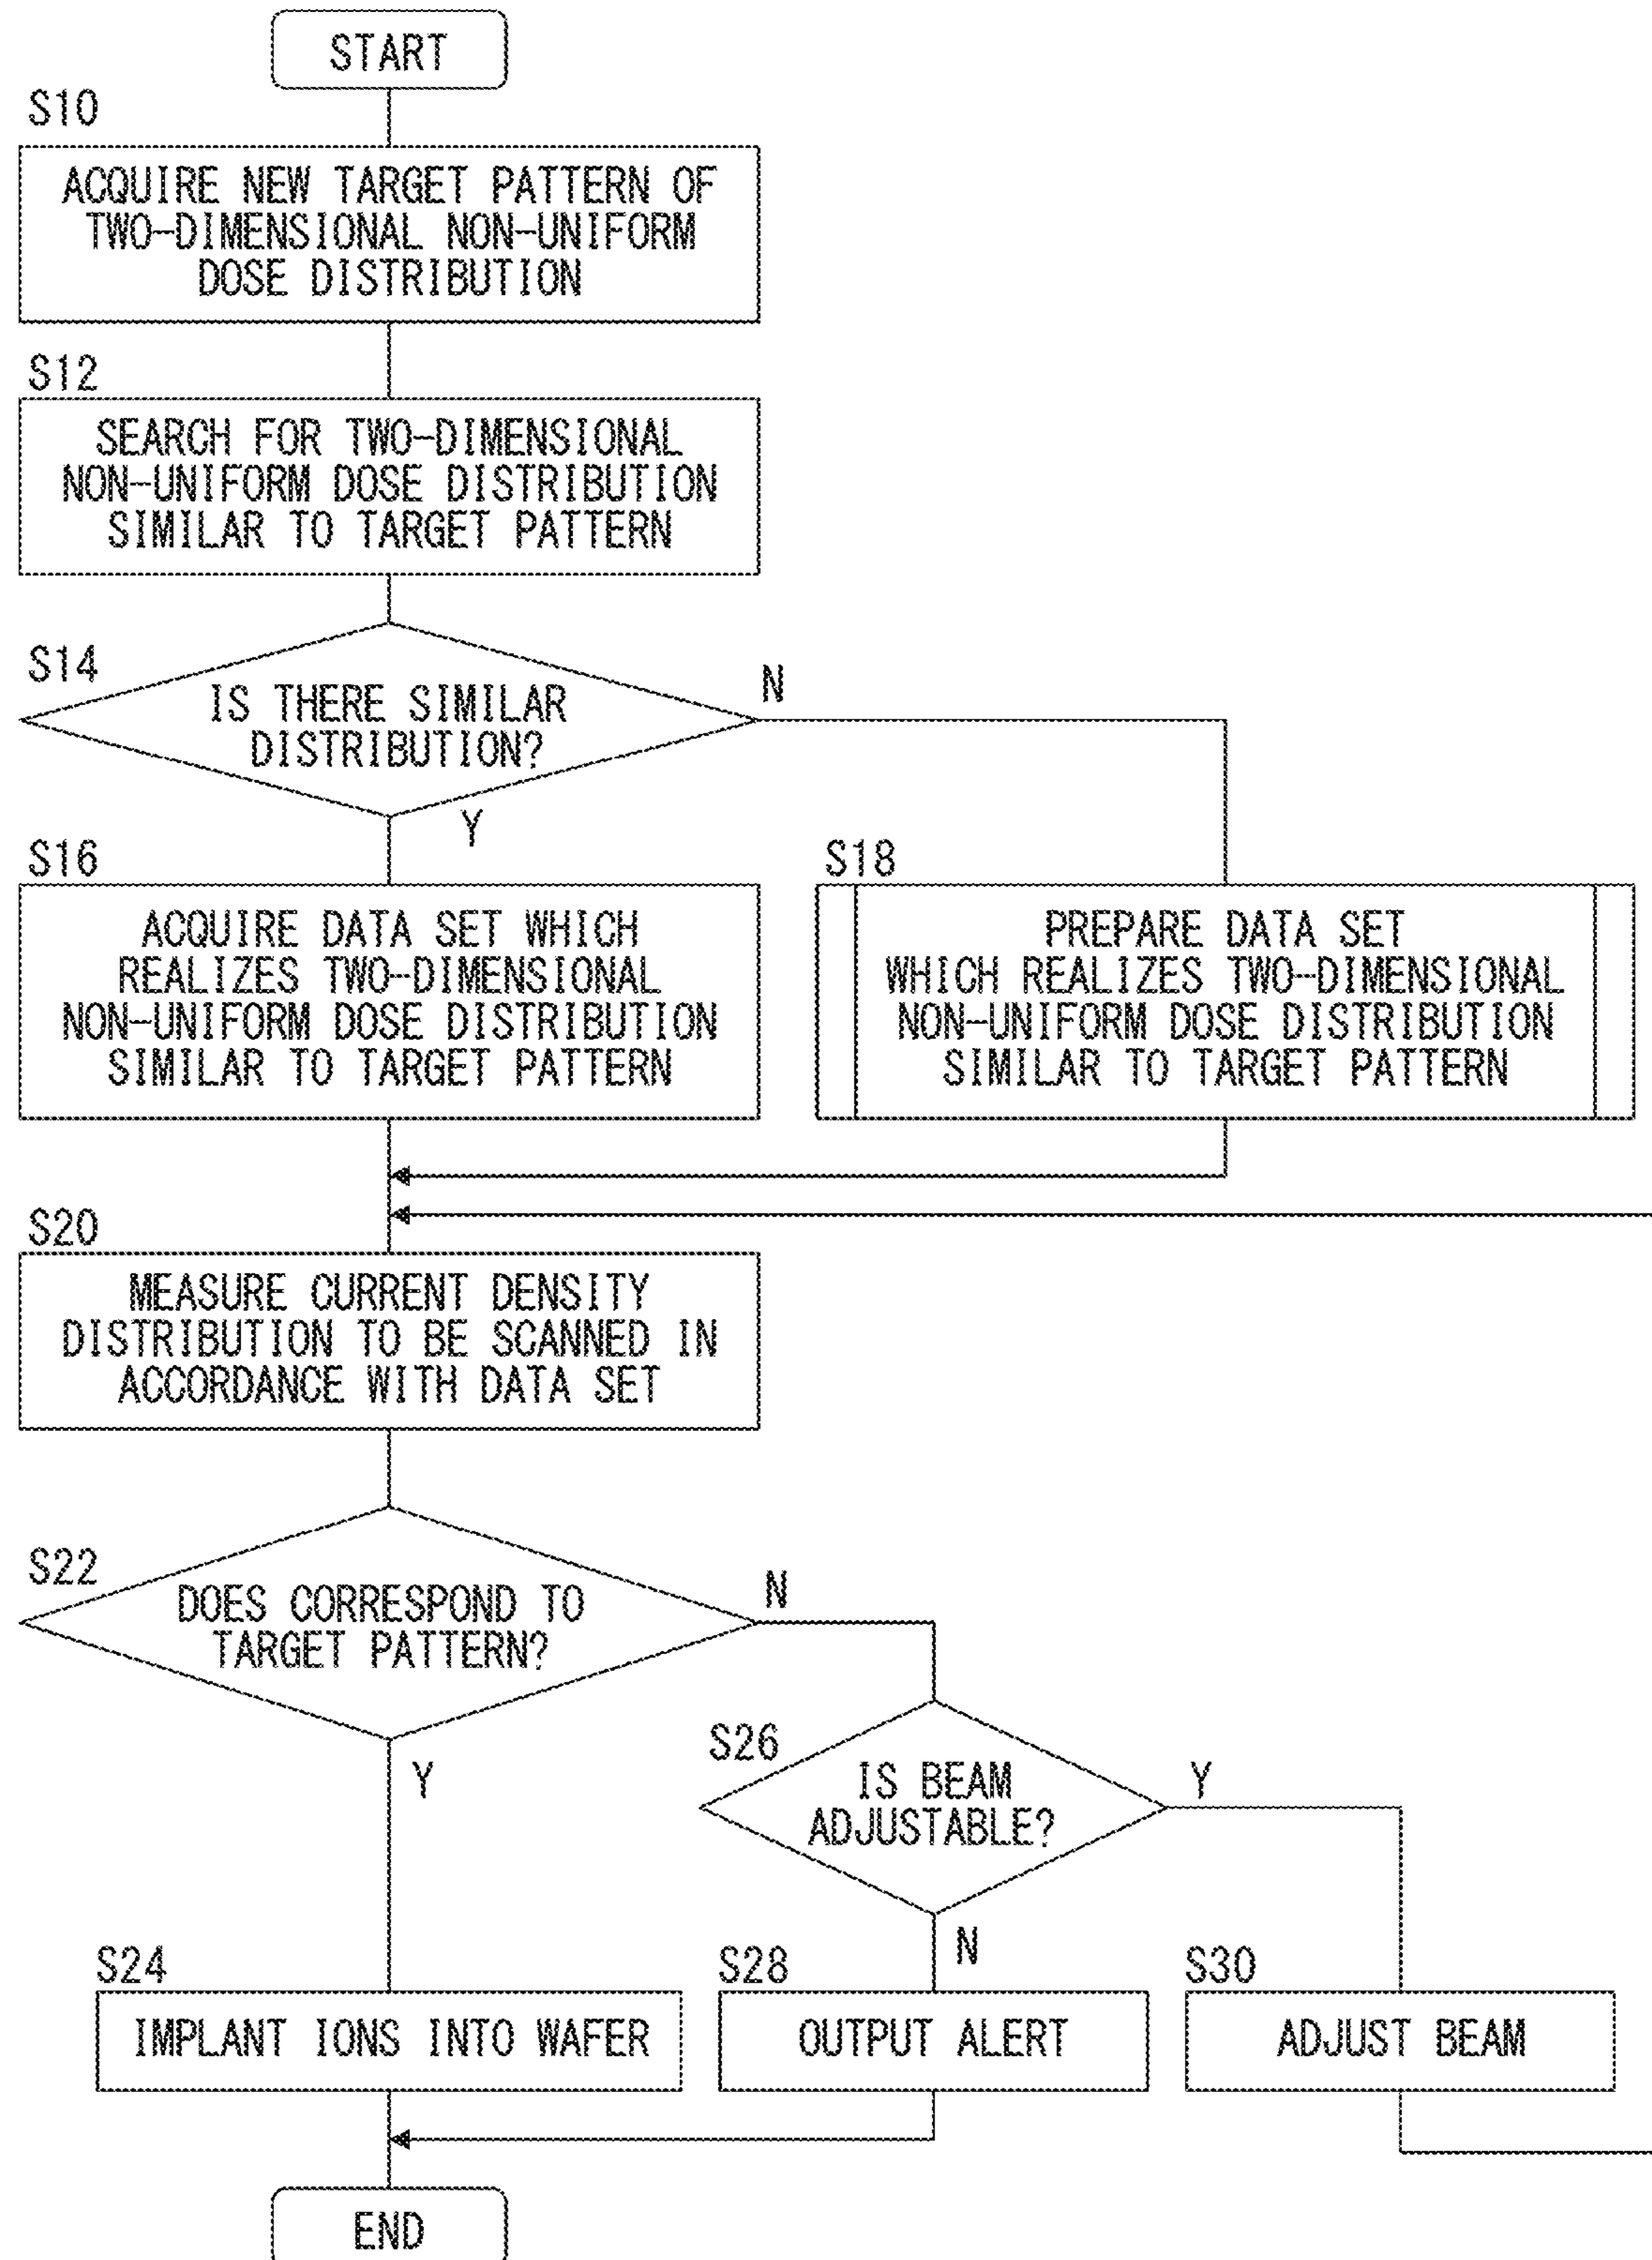 START
S10
ACQUIRE NEW TARGET PATTERN OF
TWO-DIMENSIONAL NON-UNIFORM
DOSE DISTRIBUTION
S12
SEARCH FOR TWO-DIMENSIONAL
NON-UNIFORM DOSE DISTRIBUTION
SIMILAR TO TARGET PATTERN
S14
IS THERE SIMILAR
DISTRIBUTION?
N
Y
S16
ACQUIRE DATA SET WHICH
REALIZES TWO-DIMENSIONAL
NON-UNIFORM DOSE DISTRIBUTION
SIMILAR TO TARGET PATTERN
S18
PREPARE DATA SET
WHICH REALIZES TWO-DIMENSIONAL
NON-UNIFORM DOSE DISTRIBUTION
SIMILAR TO TARGET PATTERN
S20
MEASURE CURRENT DENSITY
DISTRIBUTION TO BE SCANNED IN
ACCORDANCE WITH DATA SET
S22
DOES CORRESPOND TO
TARGET PATTERN?
N
Y
S26
IS BEAM
ADJUSTABLE?
Y
N
S24
IMPLANT IONS INTO WAFER
S28
OUTPUT ALERT
S30
ADJUST BEAM
END